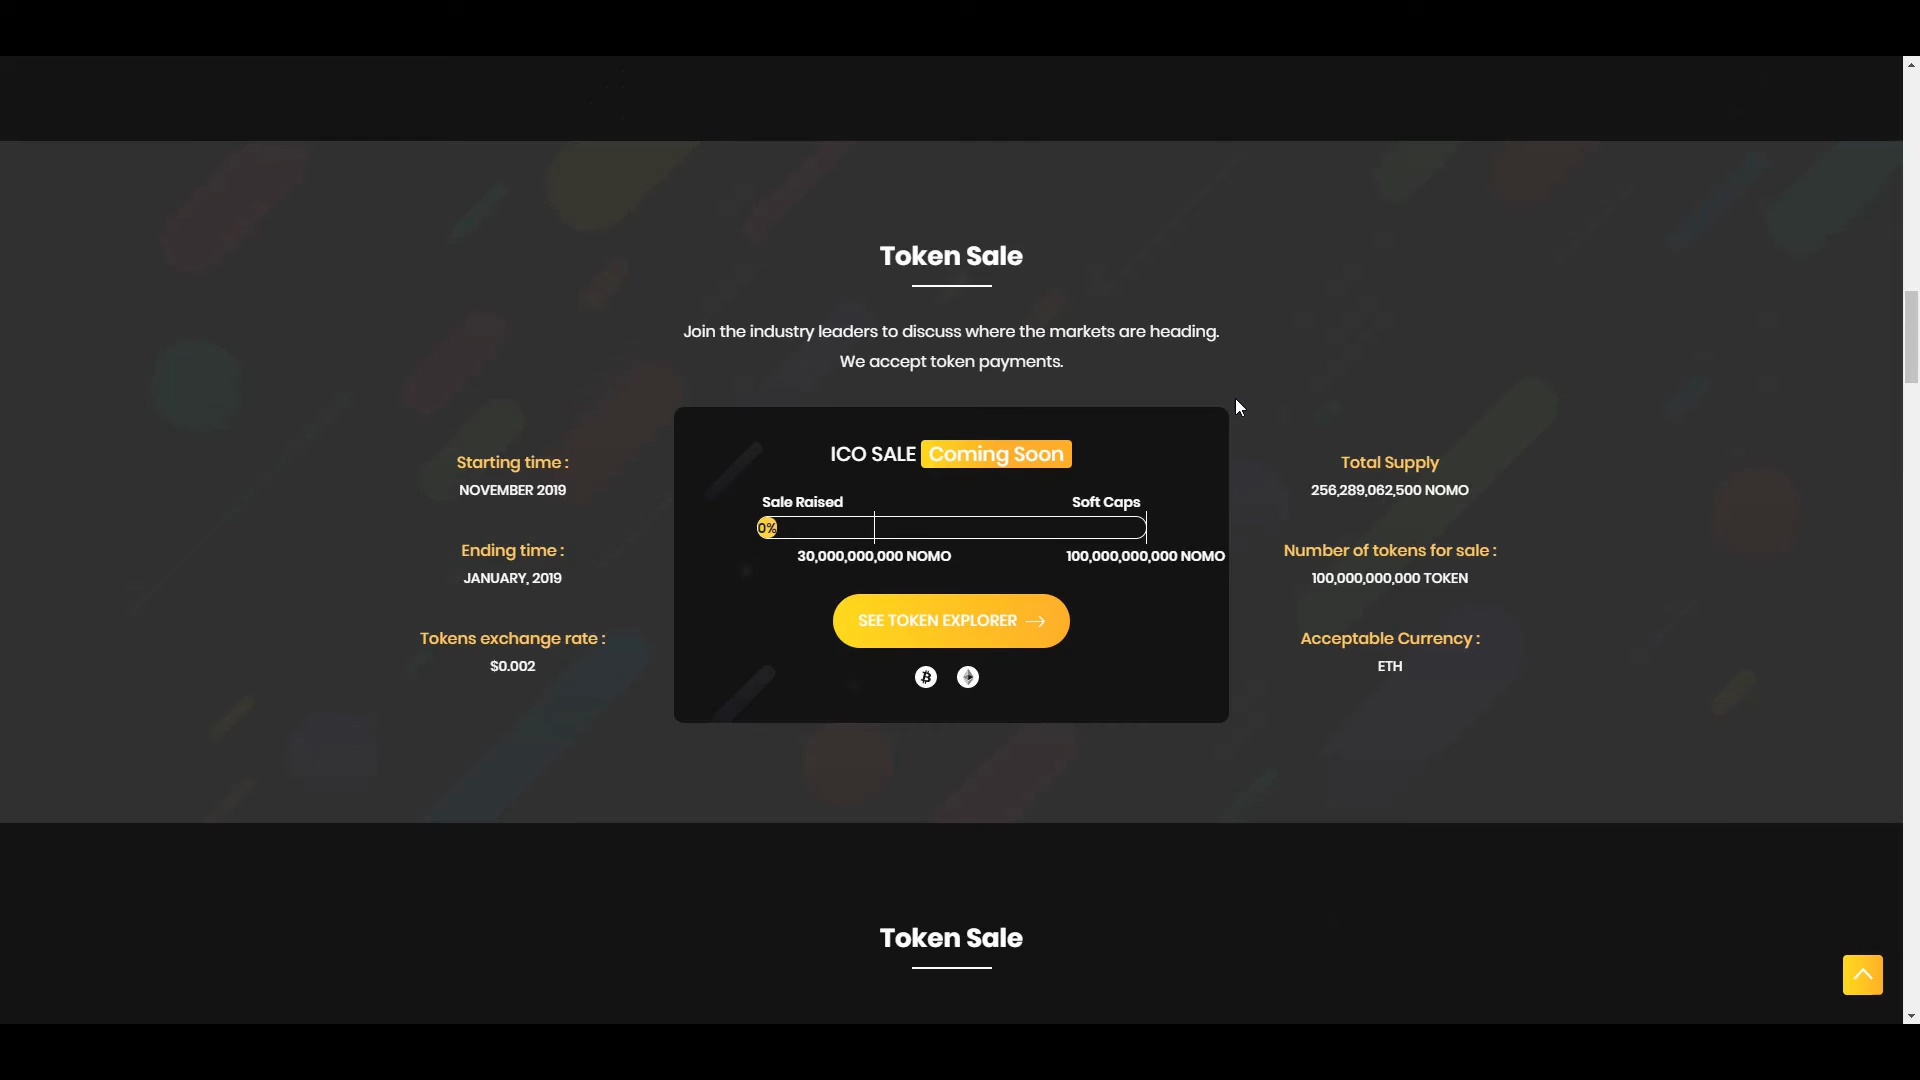 Token Sale
Join the industry leaders to discuss where the markets are heading.
We accept token payments.
Starting time :
NOVEMBER 2019
Ending time :
JANUARY, 2019
Tokens exchange rate :
$0.002
ICO SALE Coming Soon
Sale Raised Soft Caps
0%
30,000,000,000 NOMO 100,000,000,000 NOMO
SEE TOKEN EXPLORER
Total Supply
256,289,062,500 NOMO
Number of tokens for sale :
100,000,000,000 TOKEN
Acceptable Currency :
ETH
Token Sale